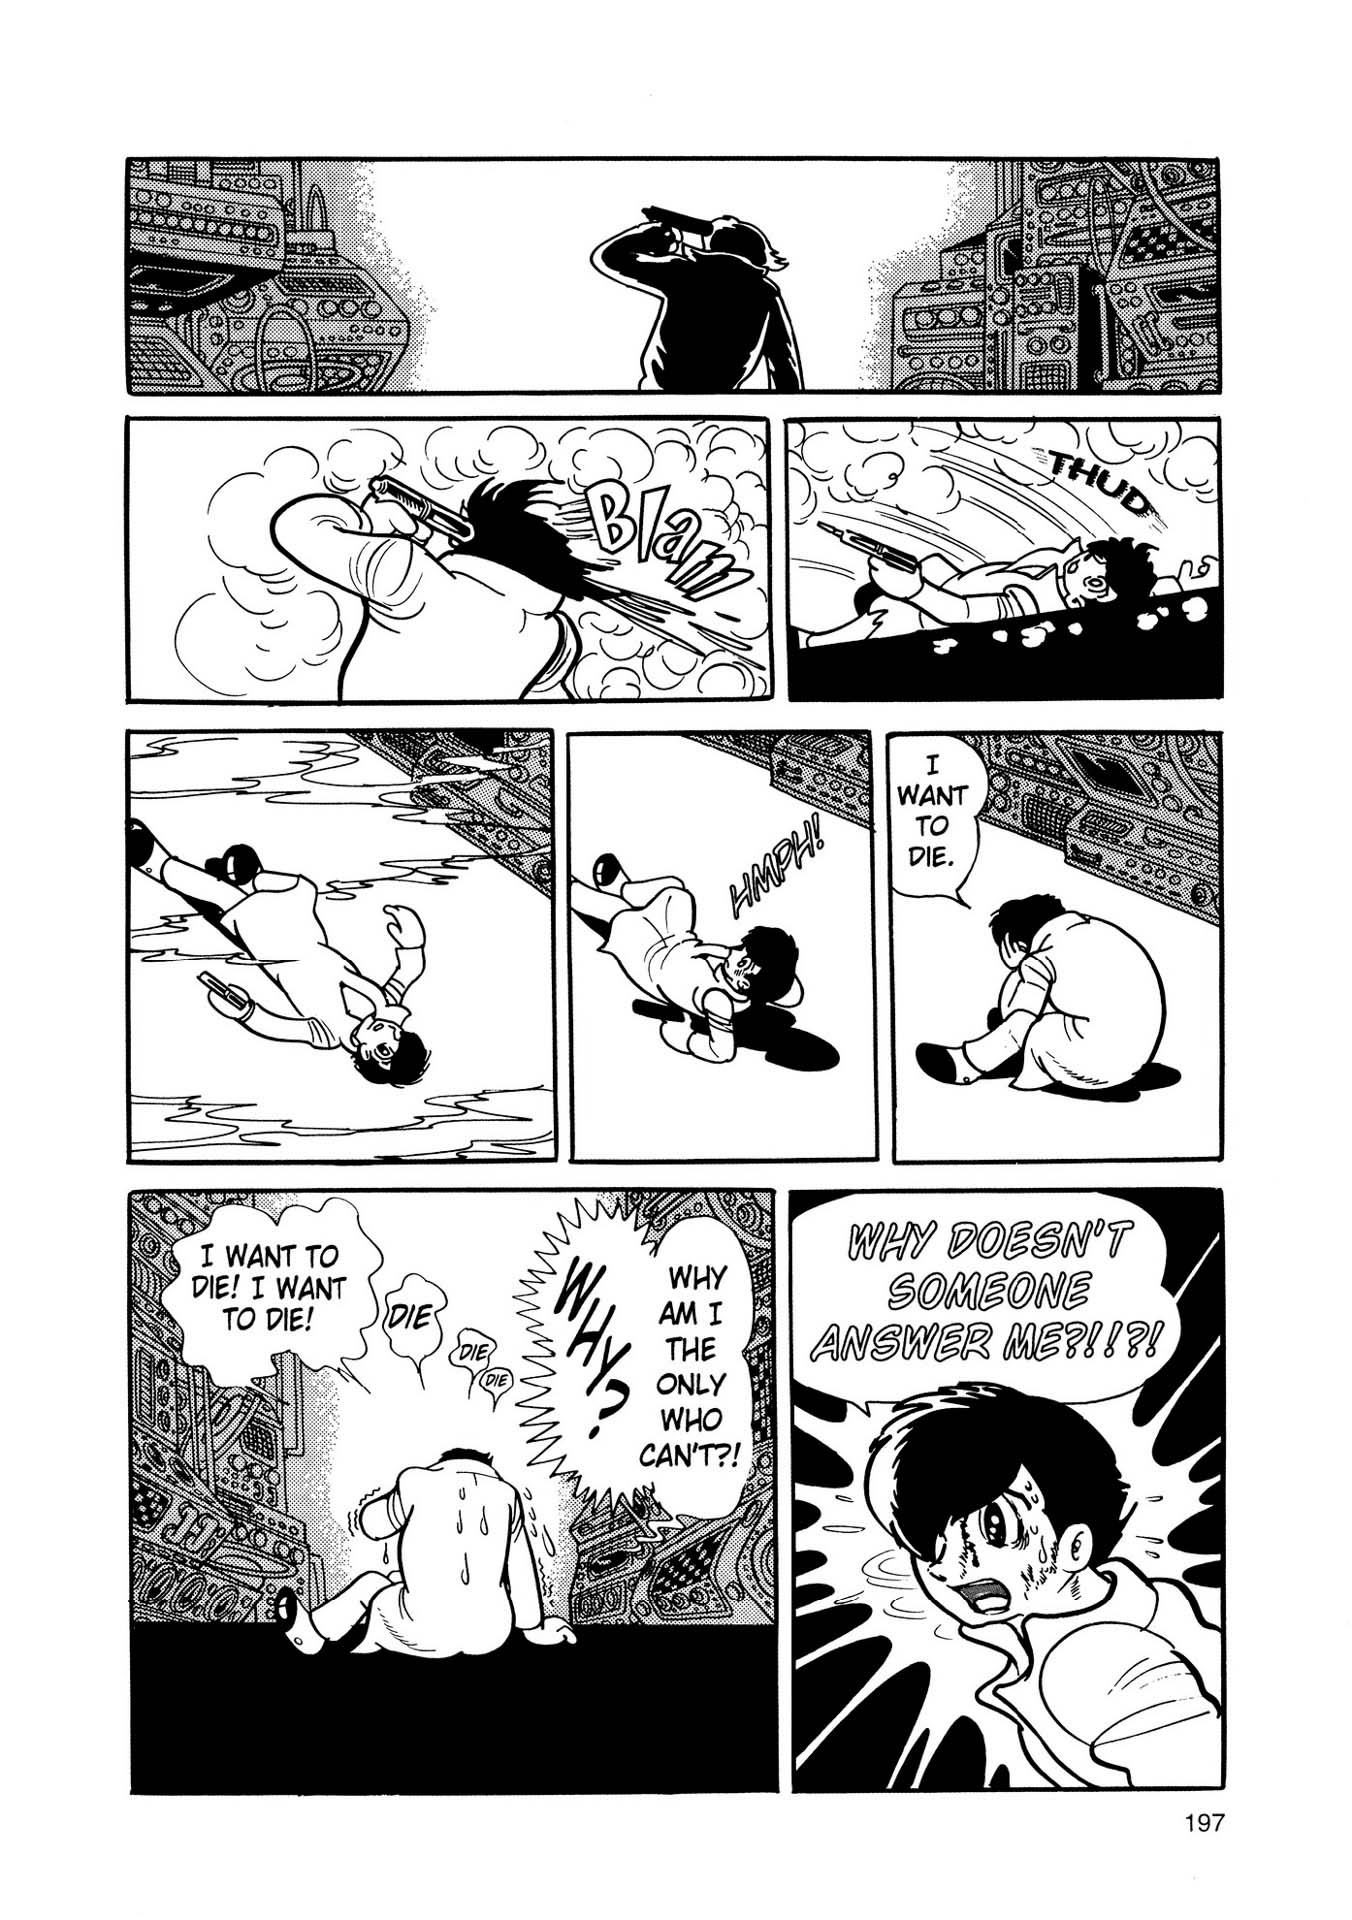 Blam
THUD
HMPH!
I
WANT
TO
DIE.
I WANT TO
DIE! I WANT
TO DIE!
DIE
DIE
DIE
WHY?
WHY
AM I
THE
ONLY
WHO
CAN'T?!
WHY DOESN'T
SOMEONE
ANSWER ME?!!?!
197